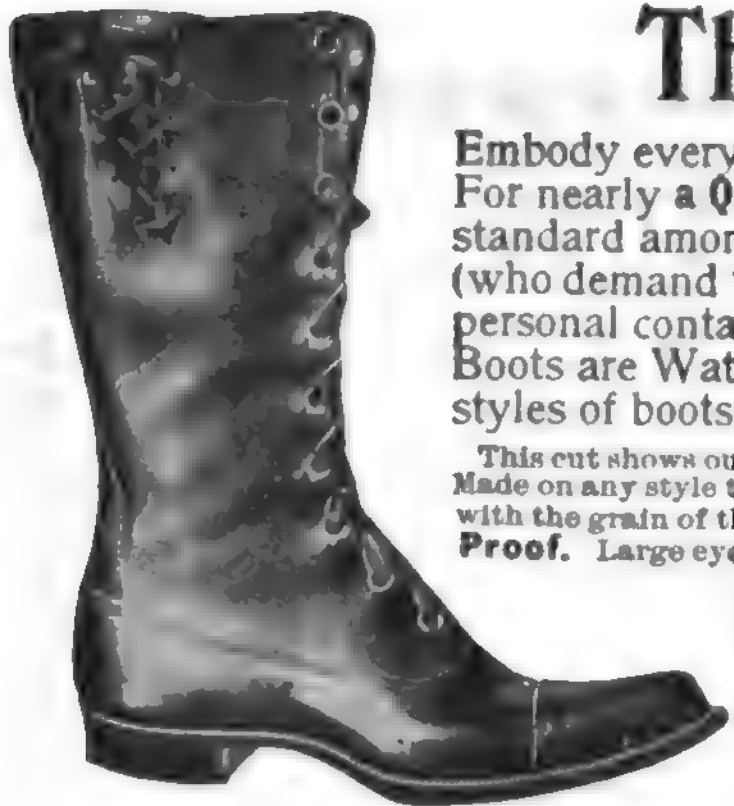 Th
Embody every
For nearly a Q
standard amon
(who demand
personal conta
Boots are Wat
styles of boots
This cut shows ou
Made on any style t
with the grain of th
Proof. Large eye